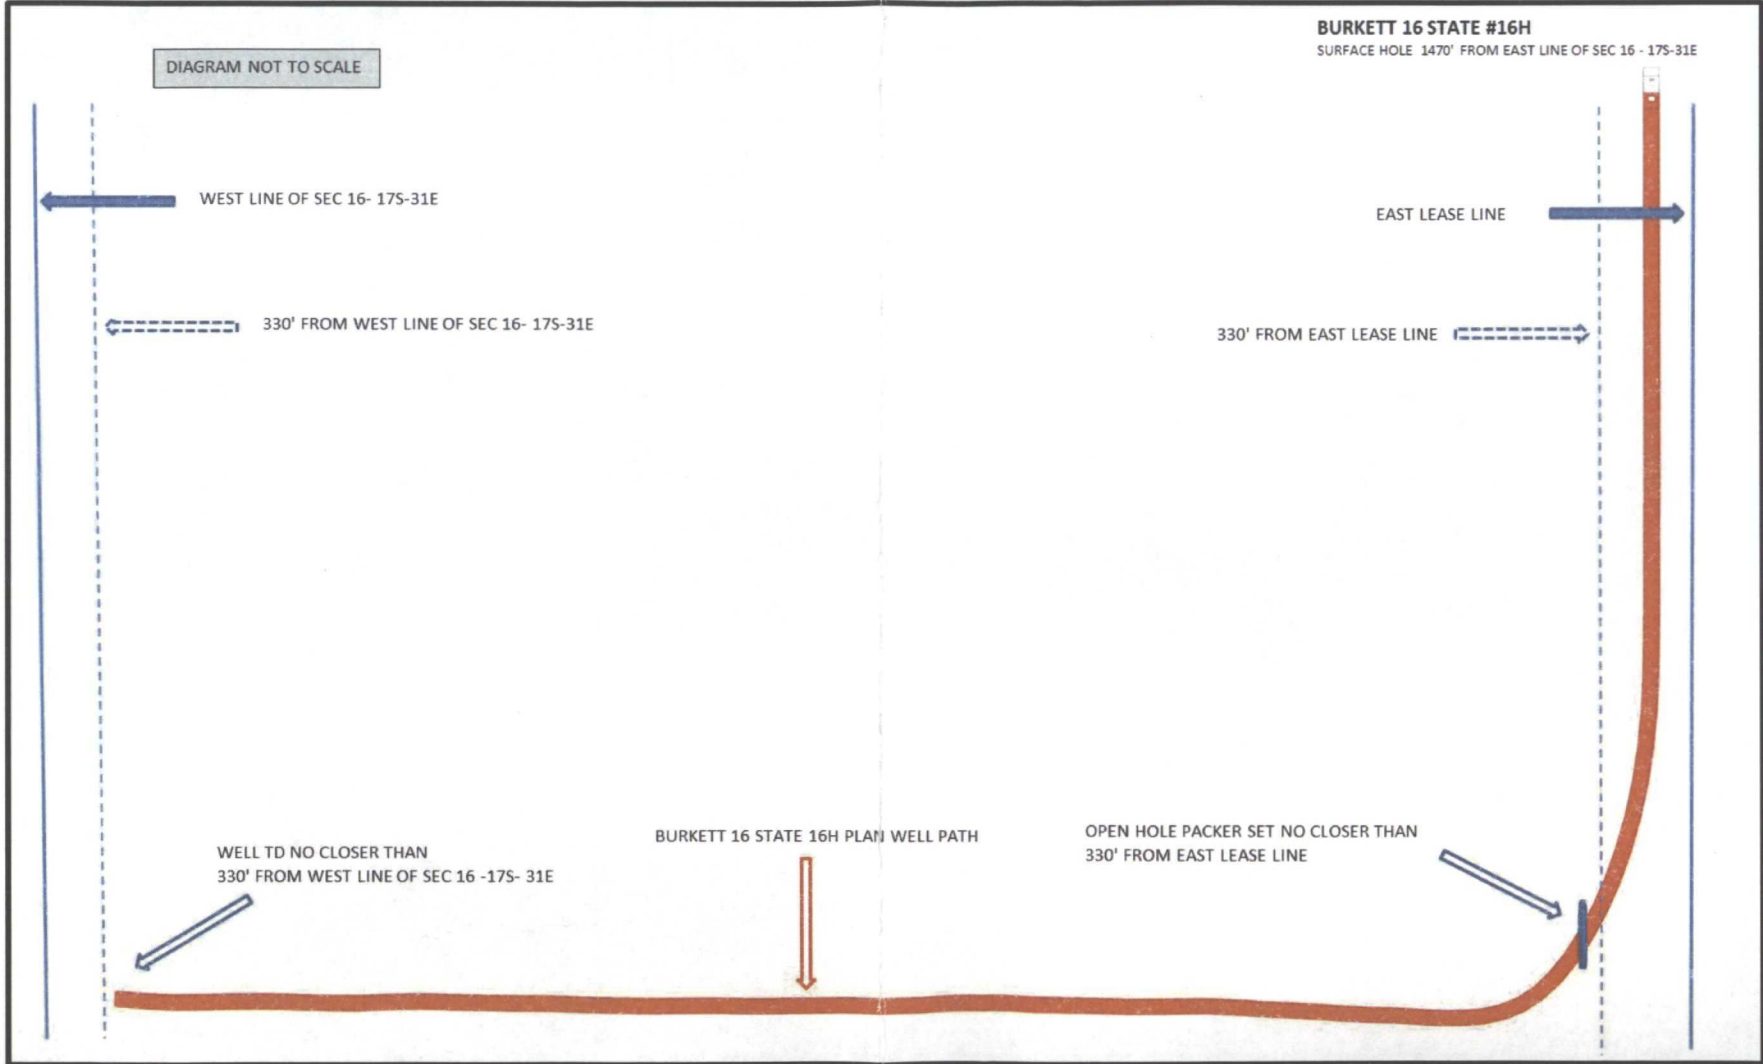 BURKETT 16 STATE #16H
SURFACE HOLE 1470' FROM EAST LINE OF SEC 16 - 17S-31E
DIAGRAM NOT TO SCALE
WEST LINE OF SEC 16- 17S-31E
EAST LEASE LINE
330' FROM WEST LINE OF SEC 16- 17S-31E
330' FROM EAST LEASE LINE
WELL TD NO CLOSER THAN
330' FROM WEST LINE OF SEC 16 -17S- 31E
BURKETT 16 STATE 16H PLAN WELL PATH
OPEN HOLE PACKER SET NO CLOSER THAN
330' FROM EAST LEASE LINE